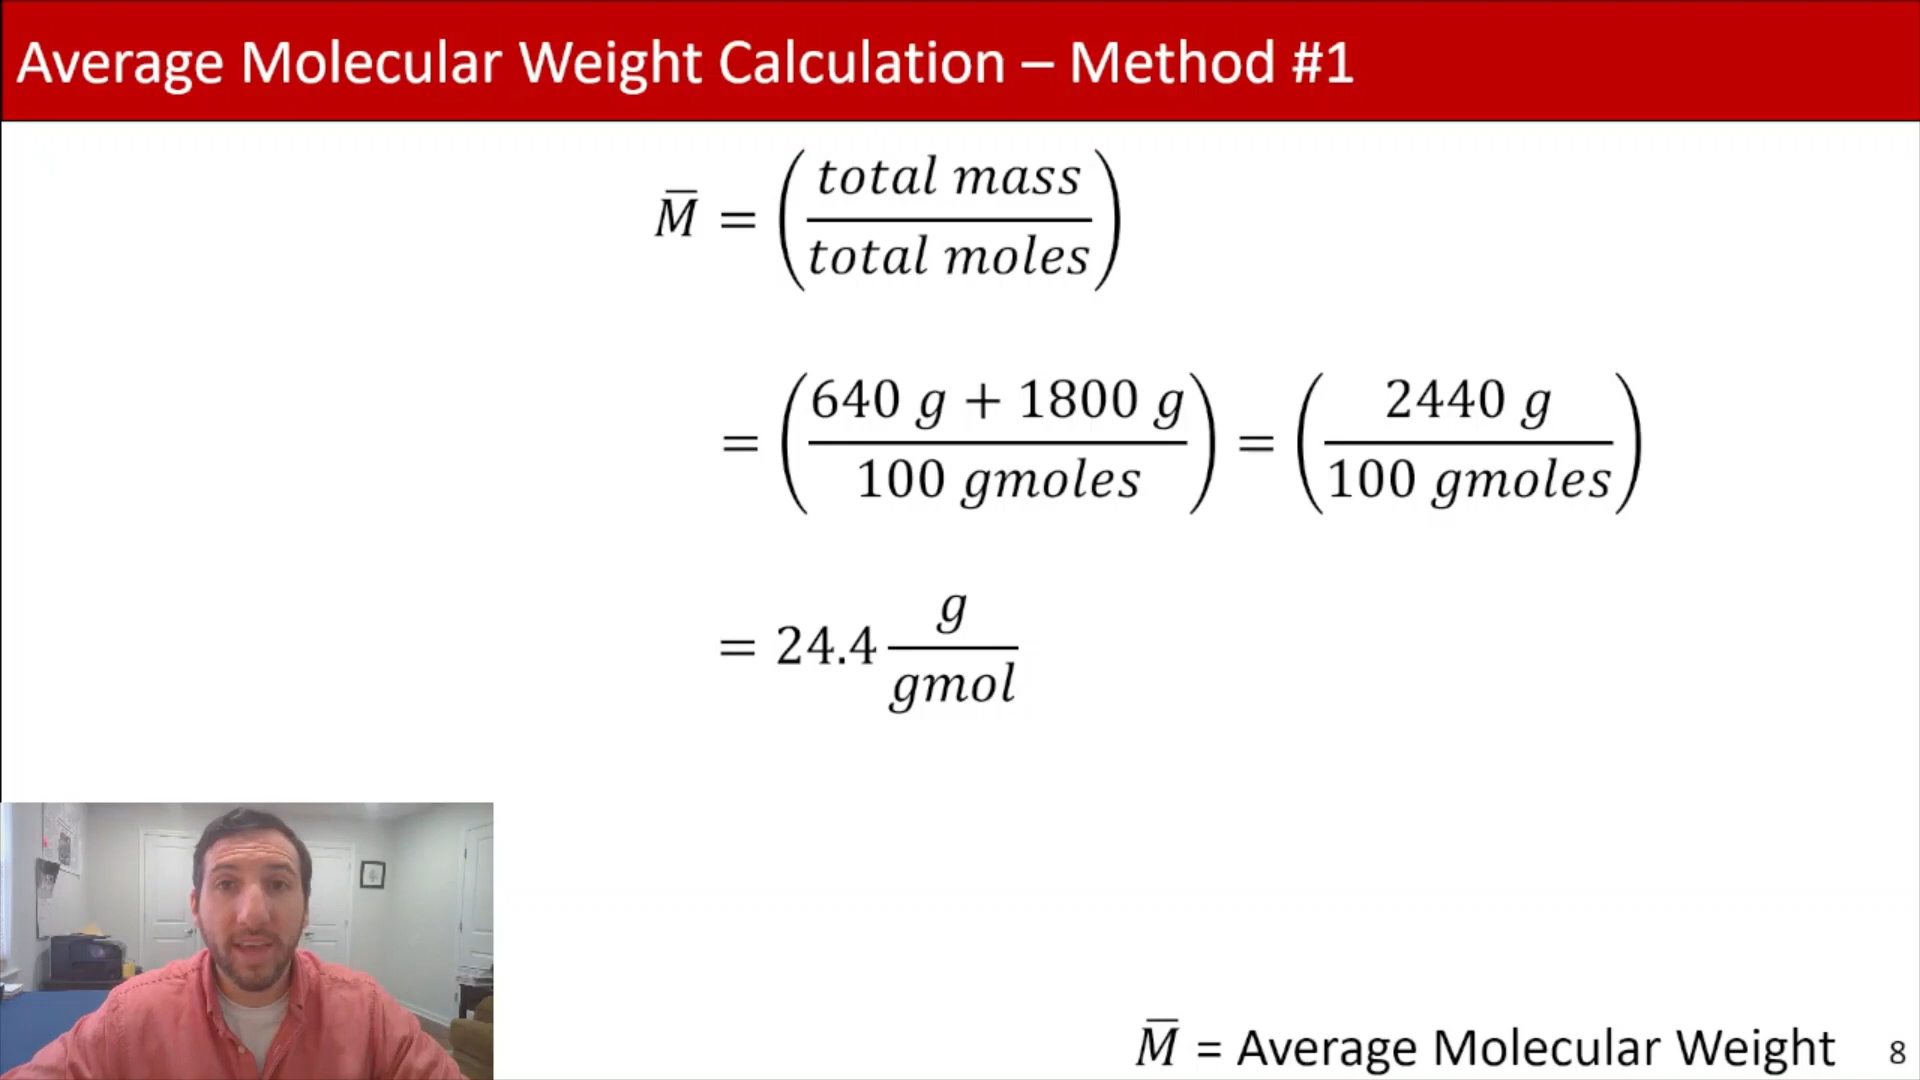 Average Molecular Weight Calculation – Method #1
M̅ = (total mass / total moles)
= (640 g + 1800 g / 100 gmoles) = (2440 g / 100 gmoles)
= 24.4 g / gmol
M̅ = Average Molecular Weight
8